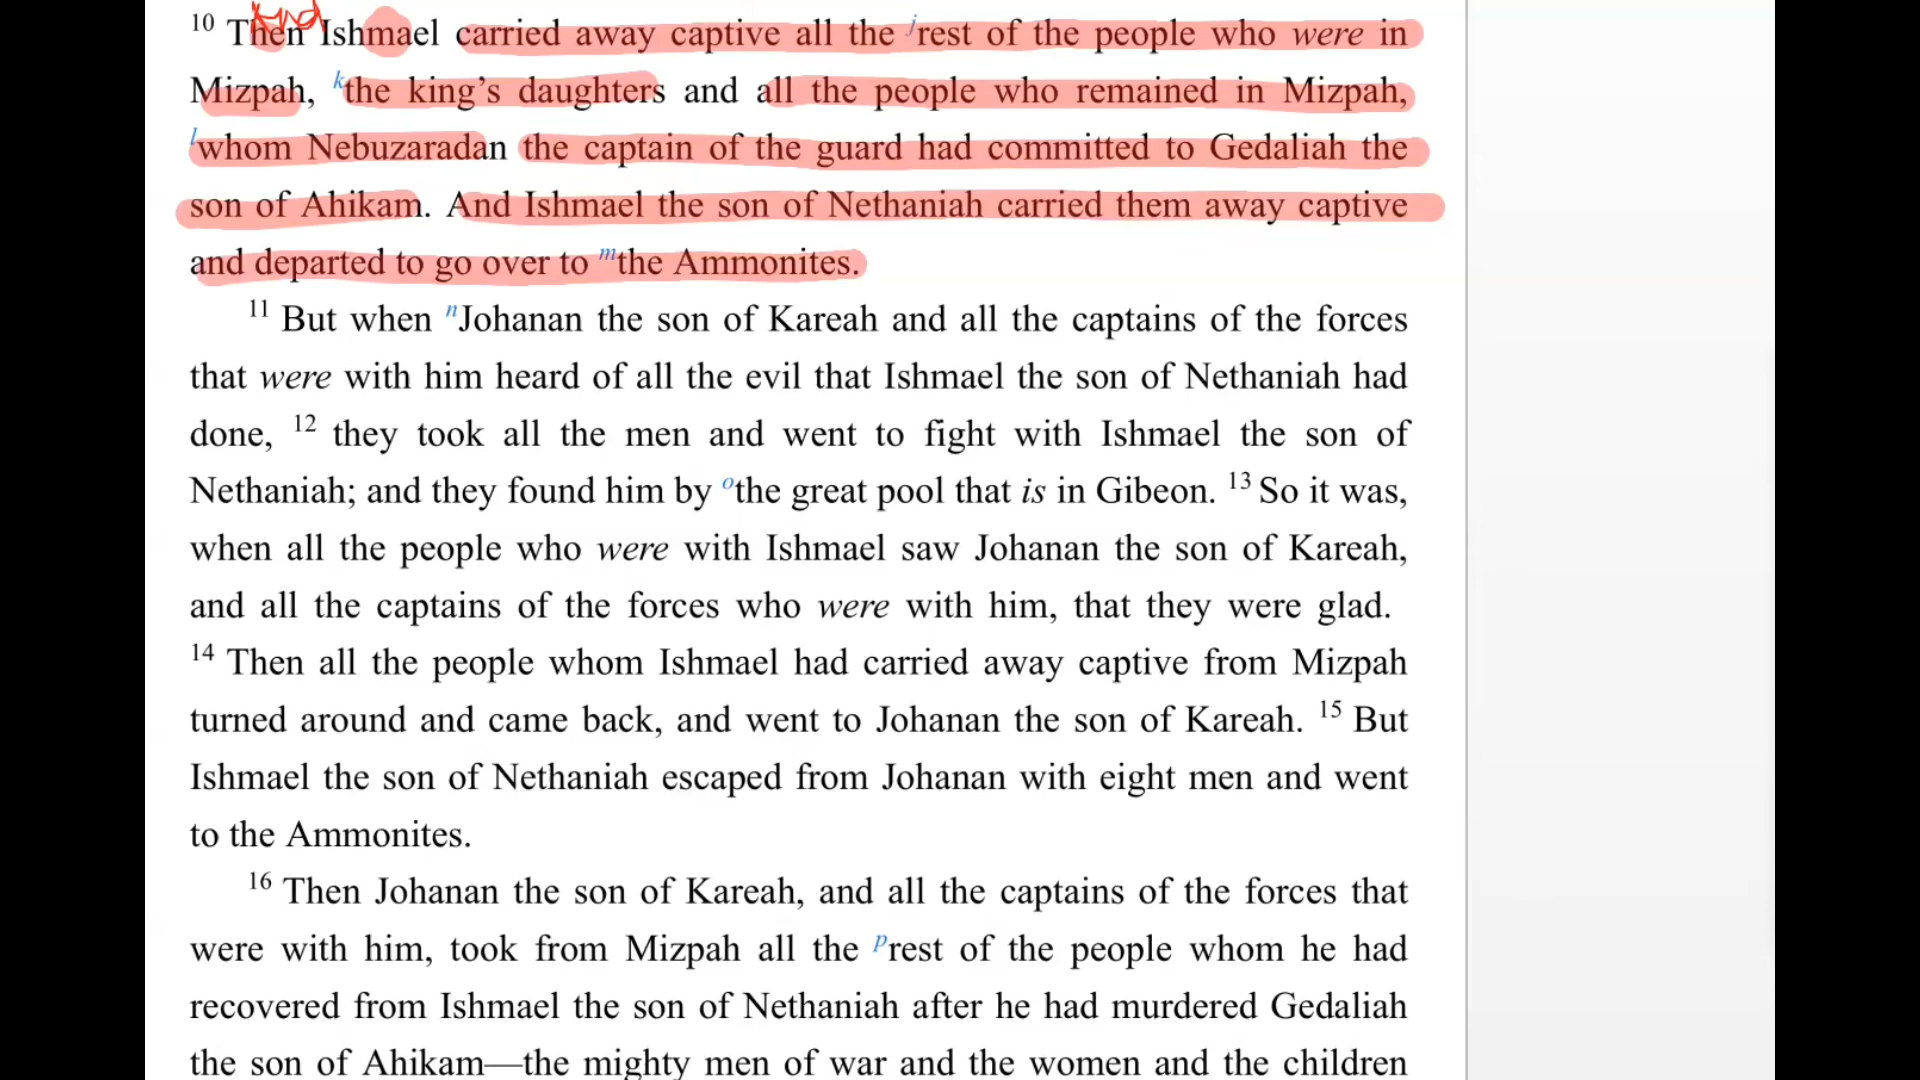 And
10 Then Ishmael carried away captive all the j rest of the people who were in
Mizpah, k the king’s daughters and all the people who remained in Mizpah,
l whom Nebuzaradan the captain of the guard had committed to Gedaliah the
son of Ahikam. And Ishmael the son of Nethaniah carried them away captive
and departed to go over to m the Ammonites.
11 But when n Johanan the son of Kareah and all the captains of the forces
that were with him heard of all the evil that Ishmael the son of Nethaniah had
done, 12 they took all the men and went to fight with Ishmael the son of
Nethaniah; and they found him by o the great pool that is in Gibeon. 13 So it was,
when all the people who were with Ishmael saw Johanan the son of Kareah,
and all the captains of the forces who were with him, that they were glad.
14 Then all the people whom Ishmael had carried away captive from Mizpah
turned around and came back, and went to Johanan the son of Kareah. 15 But
Ishmael the son of Nethaniah escaped from Johanan with eight men and went
to the Ammonites.
16 Then Johanan the son of Kareah, and all the captains of the forces that
were with him, took from Mizpah all the p rest of the people whom he had
recovered from Ishmael the son of Nethaniah after he had murdered Gedaliah
the son of Ahikam—the mighty men of war and the women and the children